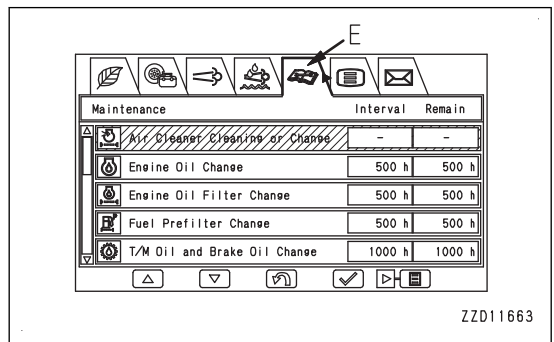 E
Maintenance Interval Remain
Air Cleaner Cleaning or Change - -
Engine Oil Change 500 h 500 h
Engine Oil Filter Change 500 h 500 h
Fuel Prefilter Change 500 h 500 h
T/M Oil and Brake Oil Change 1000 h 1000 h
ZZD11663